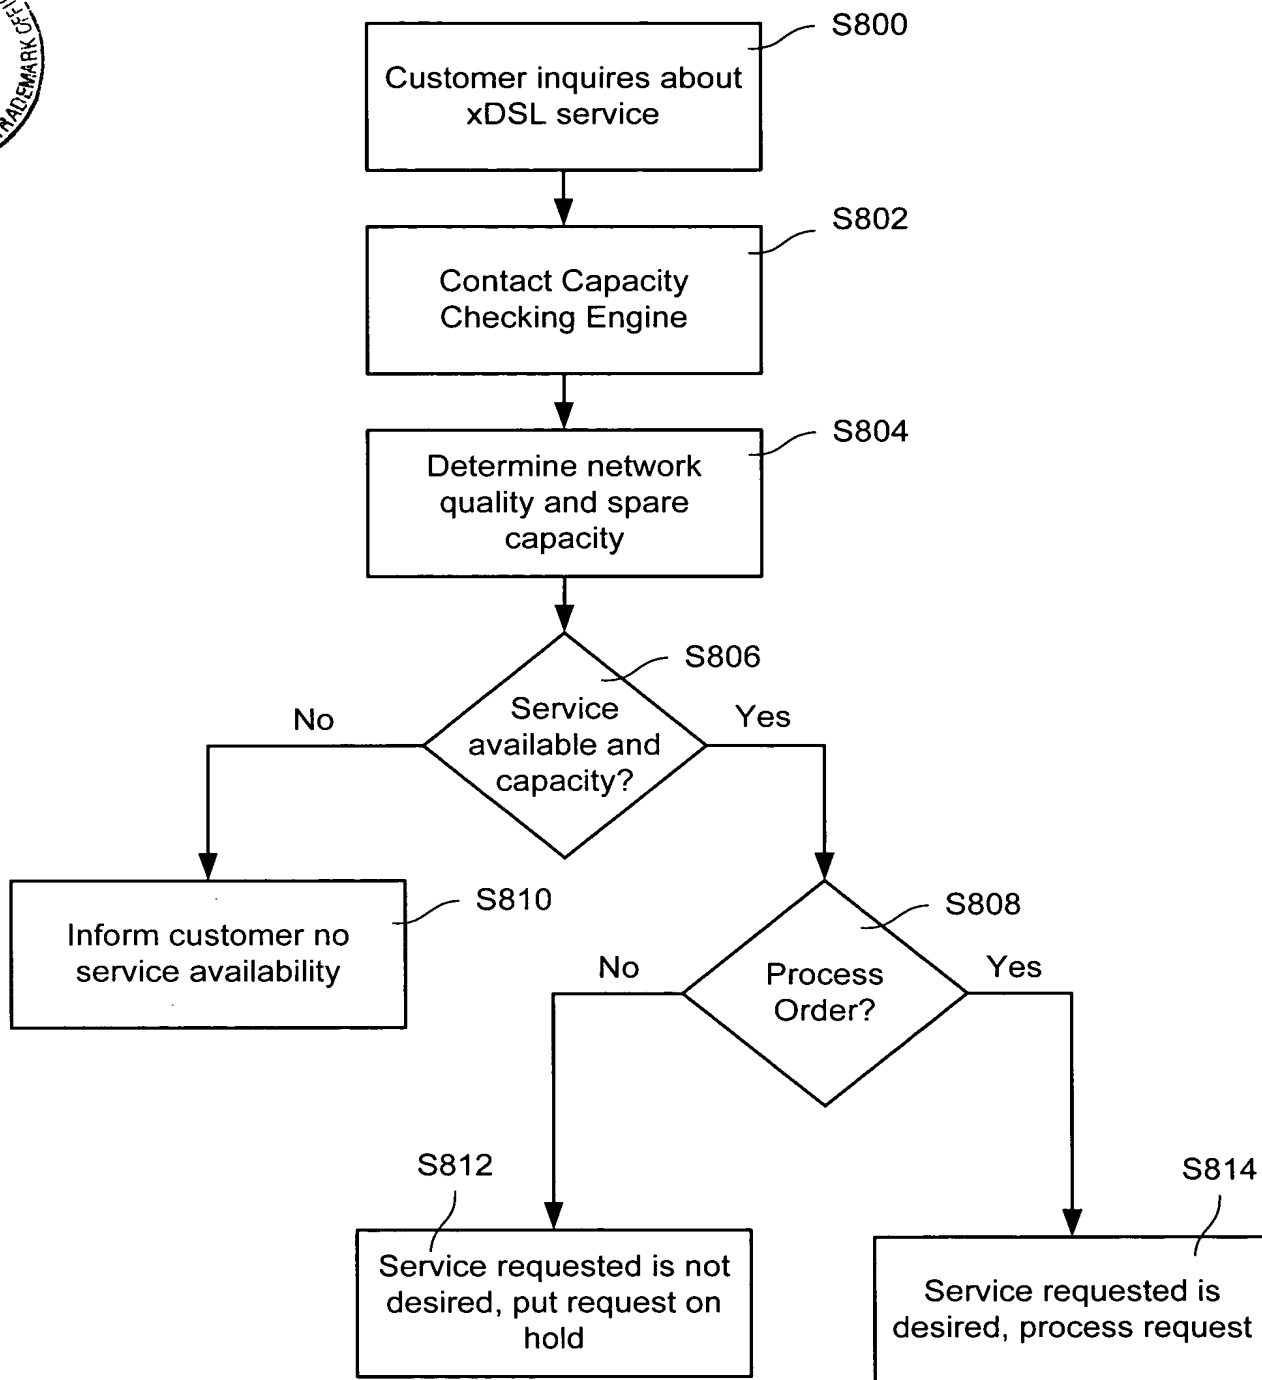 TRADEMARK OFFI
S800
Customer inquires about
xDSL service
S802
Contact Capacity
Checking Engine
S804
Determine network
quality and spare
capacity
S806
Service
available and
capacity?
No
Yes
S810
Inform customer no
service availability
S808
Process
Order?
No
Yes
S812
Service requested is not
desired, put request on
hold
S814
Service requested is
desired, process request